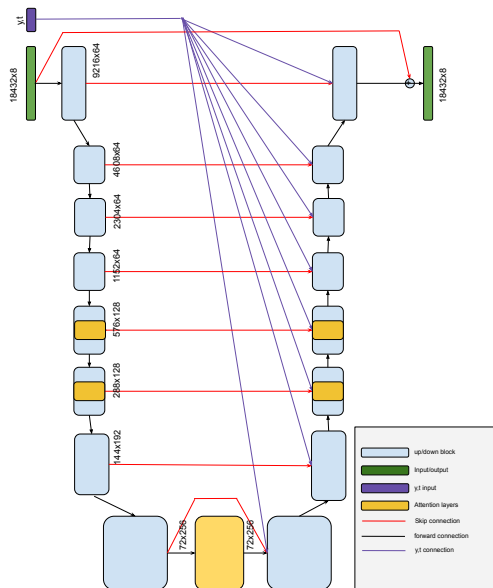 y,t
18432x8
9216x64
18432x8
4608x64
2304x64
1152x64
576x128
288x128
144x192
72x256
72x256
up/down block
Input/output
y,t input
Attention layers
Skip connection
forward connection
y,t connection